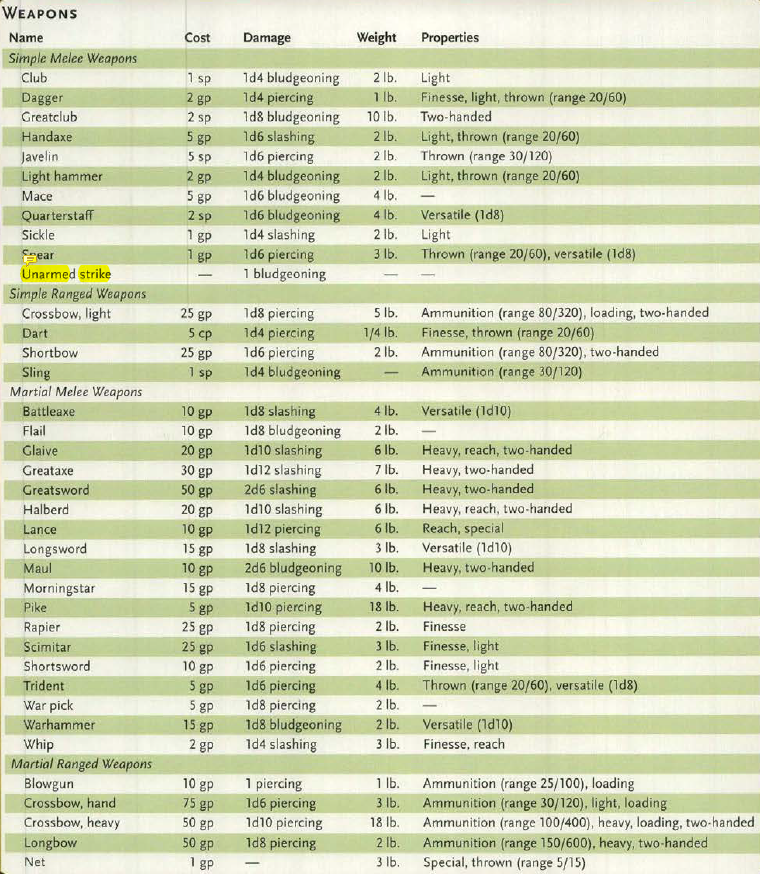 WEAPONS
Name Cost Damage Weight Properties
Simple Melee Weapons
Club 1 sp 1d4 bludgeoning 2 lb. Light
Dagger 2 gp 1d4 piercing 1 lb. Finesse, light, thrown (range 20/60)
Greatclub 2 sp 1d8 bludgeoning 10 lb. Two-handed
Handaxe 5 gp 1d6 slashing 2 lb. Light, thrown (range 20/60)
Javelin 5 sp 1d6 piercing 2 lb. Thrown (range 30/120)
Light hammer 2 gp 1d4 bludgeoning 2 lb. Light, thrown (range 20/60)
Mace 5 gp 1d6 bludgeoning 4 lb. —
Quarterstaff 2 sp 1d6 bludgeoning 4 lb. Versatile (1d8)
Sickle 1 gp 1d4 slashing 2 lb. Light
Spear 1 gp 1d6 piercing 3 lb. Thrown (range 20/60), versatile (1d8)
Unarmed strike — 1 bludgeoning — —
Simple Ranged Weapons
Crossbow, light 25 gp 1d8 piercing 5 lb. Ammunition (range 80/320), loading, two-handed
Dart 5 cp 1d4 piercing 1/4 lb. Finesse, thrown (range 20/60)
Shortbow 25 gp 1d6 piercing 2 lb. Ammunition (range 80/320), two-handed
Sling 1 sp 1d4 bludgeoning — Ammunition (range 30/120)
Martial Melee Weapons
Battleaxe 10 gp 1d8 slashing 4 lb. Versatile (1d10)
Flail 10 gp 1d8 bludgeoning 2 lb. —
Glaive 20 gp 1d10 slashing 6 lb. Heavy, reach, two-handed
Greataxe 30 gp 1d12 slashing 7 lb. Heavy, two-handed
Greatsword 50 gp 2d6 slashing 6 lb. Heavy, two-handed
Halberd 20 gp 1d10 slashing 6 lb. Heavy, reach, two-handed
Lance 10 gp 1d12 piercing 6 lb. Reach, special
Longsword 15 gp 1d8 slashing 3 lb. Versatile (1d10)
Maul 10 gp 2d6 bludgeoning 10 lb. Heavy, two-handed
Morningstar 15 gp 1d8 piercing 4 lb. —
Pike 5 gp 1d10 piercing 18 lb. Heavy, reach, two-handed
Rapier 25 gp 1d8 piercing 2 lb. Finesse
Scimitar 25 gp 1d6 slashing 3 lb. Finesse, light
Shortsword 10 gp 1d6 piercing 2 lb. Finesse, light
Trident 5 gp 1d6 piercing 4 lb. Thrown (range 20/60), versatile (1d8)
War pick 5 gp 1d8 piercing 2 lb. —
Warhammer 15 gp 1d8 bludgeoning 2 lb. Versatile (1d10)
Whip 2 gp 1d4 slashing 3 lb. Finesse, reach
Martial Ranged Weapons
Blowgun 10 gp 1 piercing 1 lb. Ammunition (range 25/100), loading
Crossbow, hand 75 gp 1d6 piercing 3 lb. Ammunition (range 30/120), light, loading
Crossbow, heavy 50 gp 1d10 piercing 18 lb. Ammunition (range 100/400), heavy, loading, two-handed
Longbow 50 gp 1d8 piercing 2 lb. Ammunition (range 150/600), heavy, two-handed
Net 1 gp — 3 lb. Special, thrown (range 5/15)